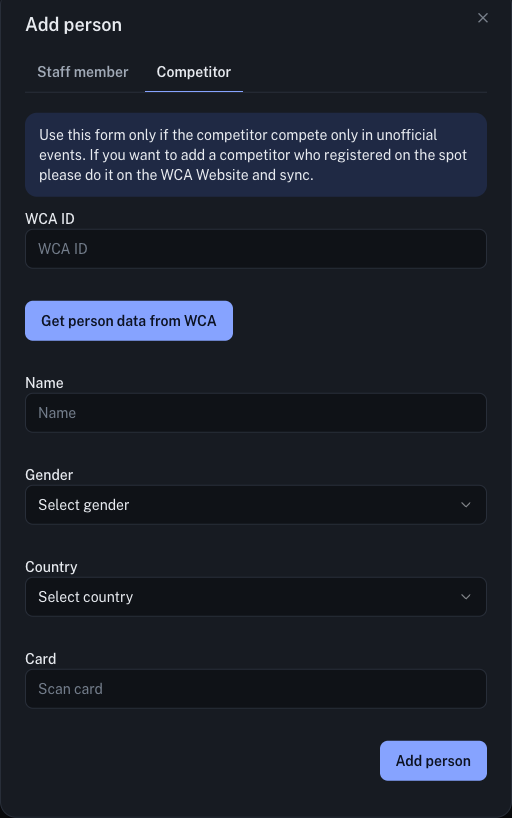 Add person
Staff member
Competitor
Use this form only if the competitor compete only in unofficial
events. If you want to add a competitor who registered on the spot
please do it on the WCA Website and sync.
WCA ID
WCA ID
Get person data from WCA
Name
Name
Gender
Select gender
Country
Select country
Card
Scan card
Add person